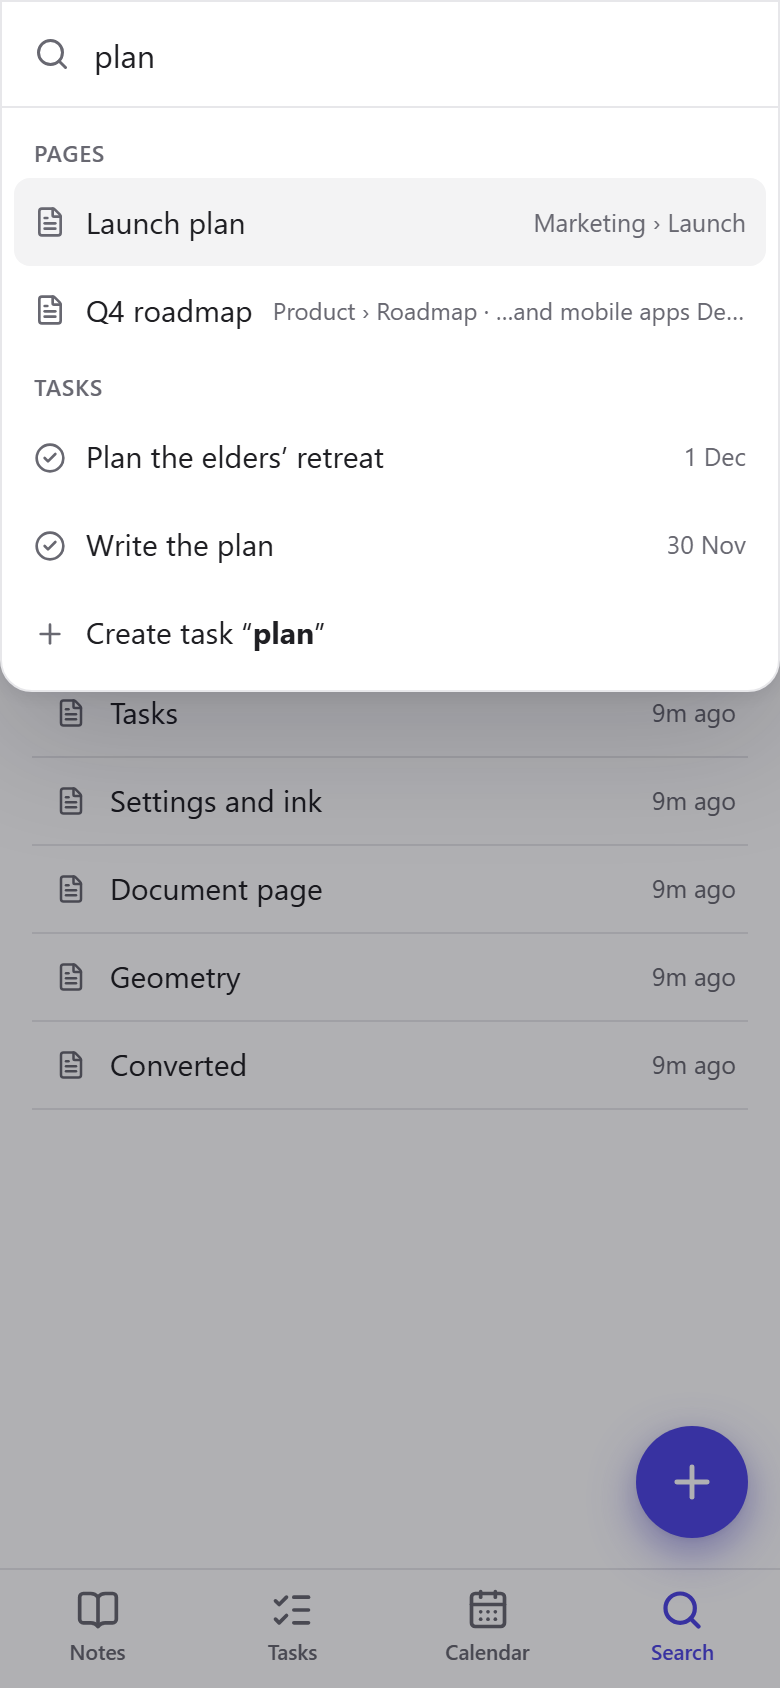 plan
PAGES
Launch plan Marketing › Launch
Q4 roadmap Product › Roadmap · …and mobile apps De…
TASKS
Plan the elders’ retreat 1 Dec
Write the plan 30 Nov
Create task “plan”
Tasks 9m ago
Settings and ink 9m ago
Document page 9m ago
Geometry 9m ago
Converted 9m ago
Notes Tasks Calendar Search